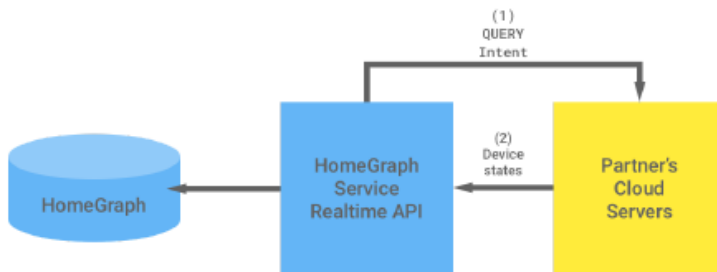 (1)
QUERY
Intent
(2)
Device
states
HomeGraph
HomeGraph
Service
Realtime API
Partner's
Cloud
Servers